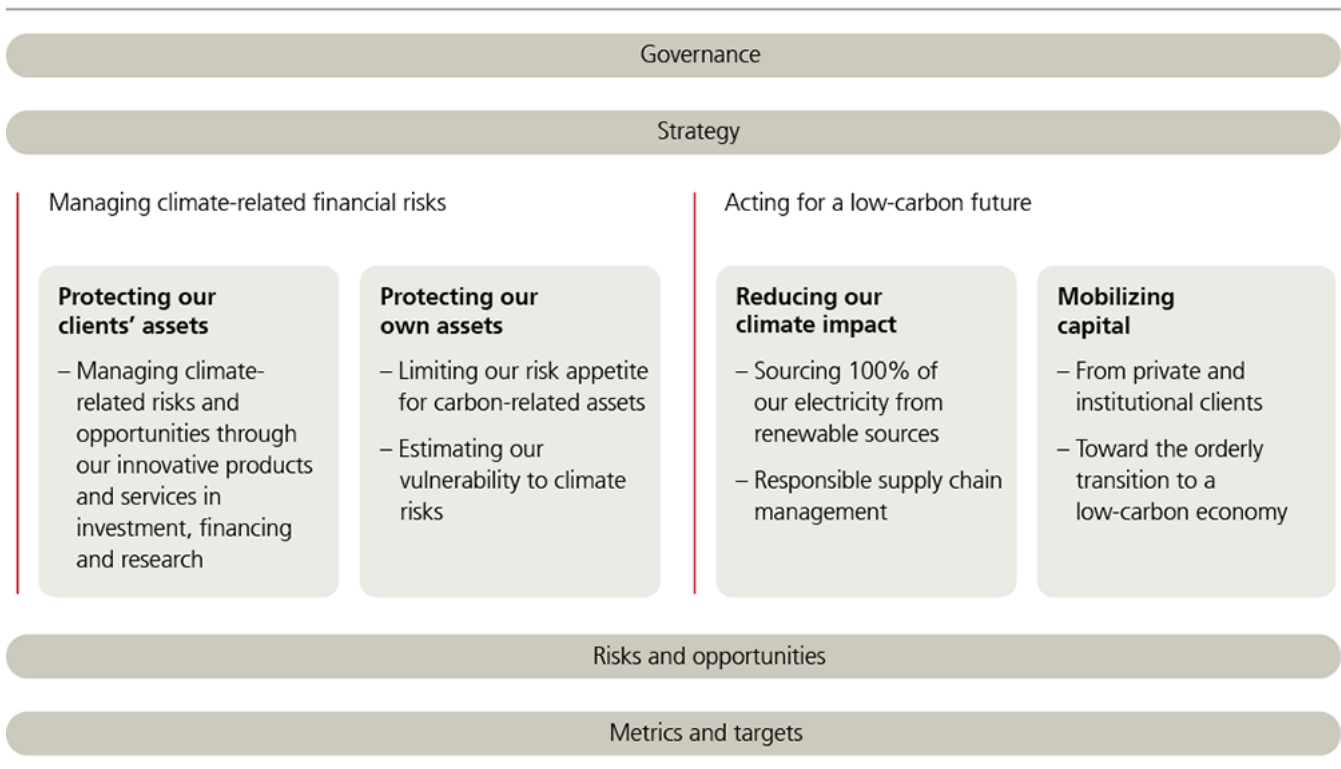 Governance
Strategy
Managing climate-related financial risks
Protecting our
clients’ assets
– Managing climate-
related risks and
opportunities through
our innovative products
and services in
investment, financing
and research
Protecting our
own assets
– Limiting our risk appetite
for carbon-related assets
– Estimating our
vulnerability to climate
risks
Acting for a low-carbon future
Reducing our
climate impact
– Sourcing 100% of
our electricity from
renewable sources
– Responsible supply chain
management
Mobilizing
capital
– From private and
institutional clients
– Toward the orderly
transition to a
low-carbon economy
Risks and opportunities
Metrics and targets